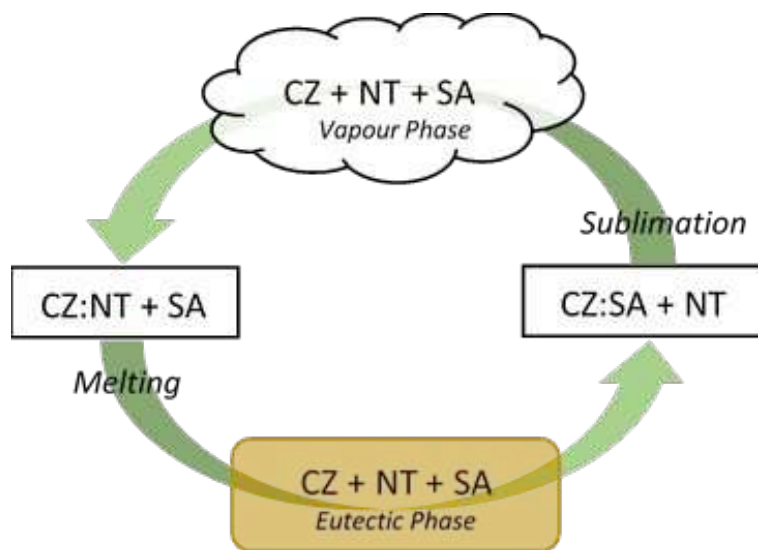 CZ + NT + SA
Vapour Phase
Sublimation
CZ:NT + SA
CZ:SA + NT
Melting
CZ + NT + SA
Eutectic Phase